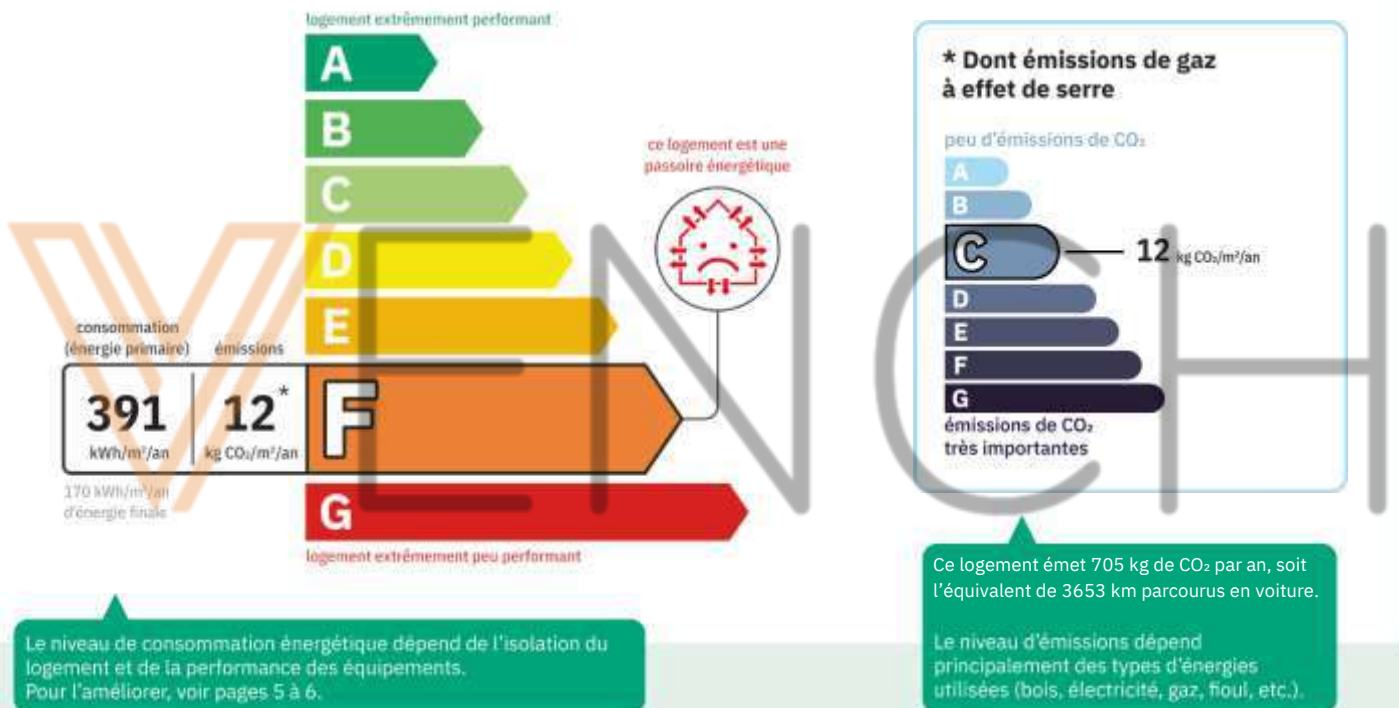 logement extrêmement performant
A
B
C
D
E
F
G
logement extrêmement peu performant
ce logement est une
passoire énergétique
consommation
(énergie primaire)
émissions
391
kWh/m²/an
12*
kg CO₂/m²/an
170 kWh/m²/an
d'énergie finale
Le niveau de consommation énergétique dépend de l'isolation du
logement et de la performance des équipements.
Pour l'améliorer, voir pages 5 à 6.
* Dont émissions de gaz
à effet de serre
peu d'émissions de CO₂
A
B
C
12 kg CO₂/m²/an
D
E
F
G
émissions de CO₂
très importantes
Ce logement émet 705 kg de CO₂ par an, soit
l'équivalent de 3653 km parcourus en voiture.
Le niveau d'émissions dépend
principalement des types d'énergies
utilisées (bois, électricité, gaz, fioul, etc.).
VENCH